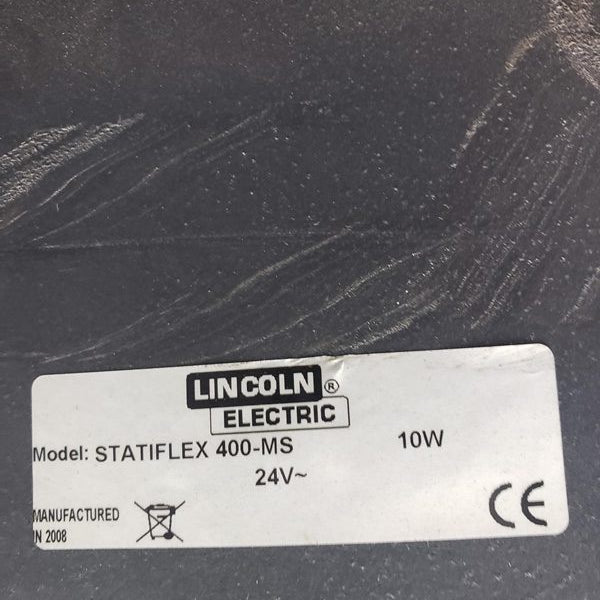 LINCOLN ®
ELECTRIC
Model: STATIFLEX 400-MS 10W
24V~
MANUFACTURED
IN 2008
CE